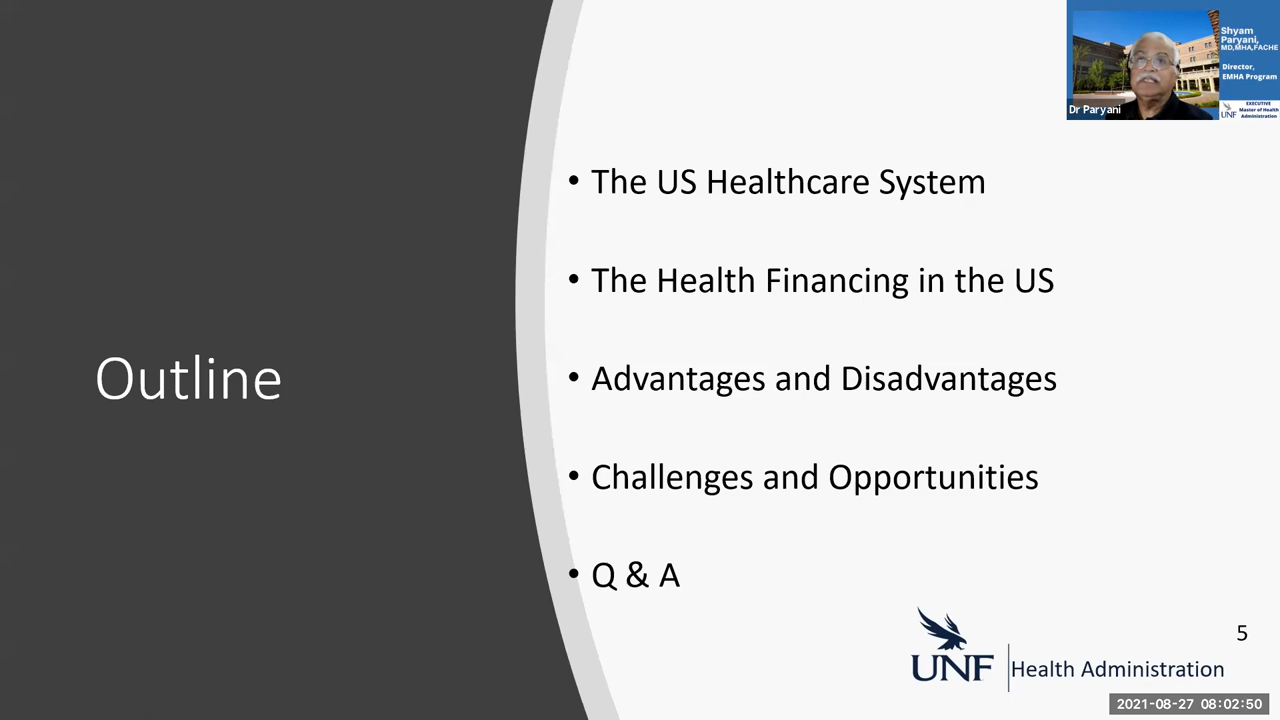 Shyam
Paryani,
MD,MHA,FACHE
Director,
EMHA Program
Dr Paryani
UNF
EXECUTIVE
Master of Health
Administration
• The US Healthcare System
• The Health Financing in the US
Outline
• Advantages and Disadvantages
• Challenges and Opportunities
• Q & A
5
UNF
Health Administration
2021-08-27 08:02:50